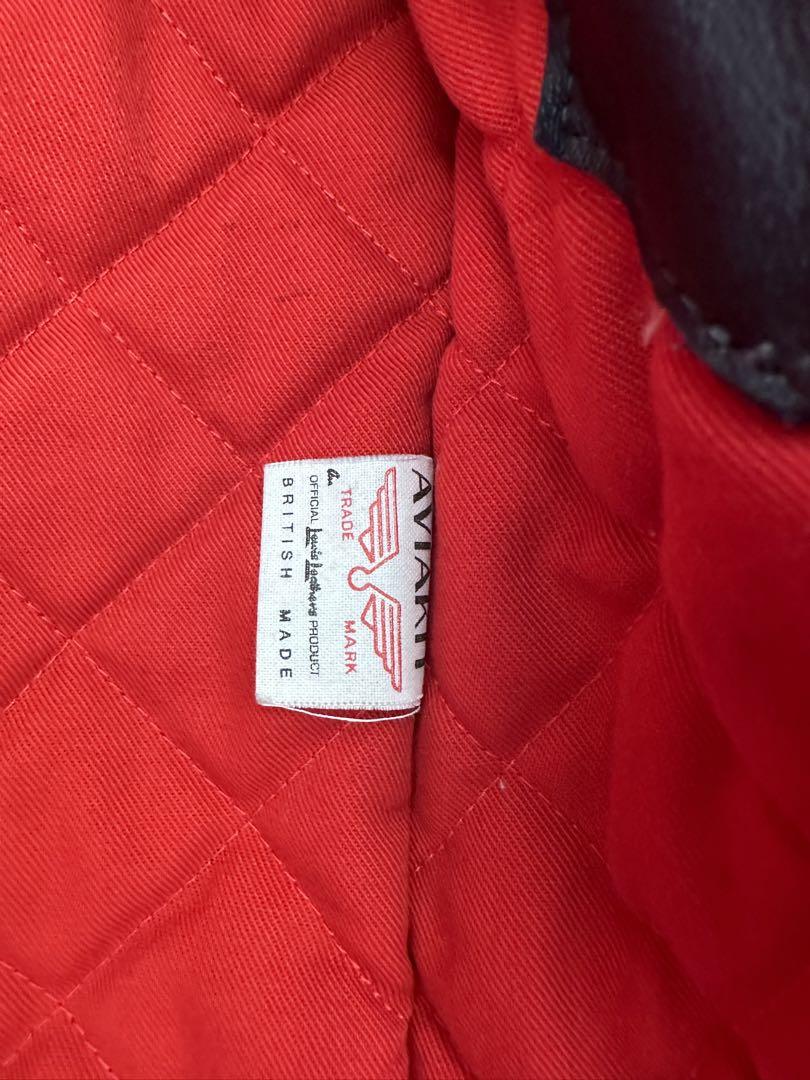 AVIAKIT
TRADE MARK
An
OFFICIAL Lewis Leathers PRODUCT
BRITISH MADE